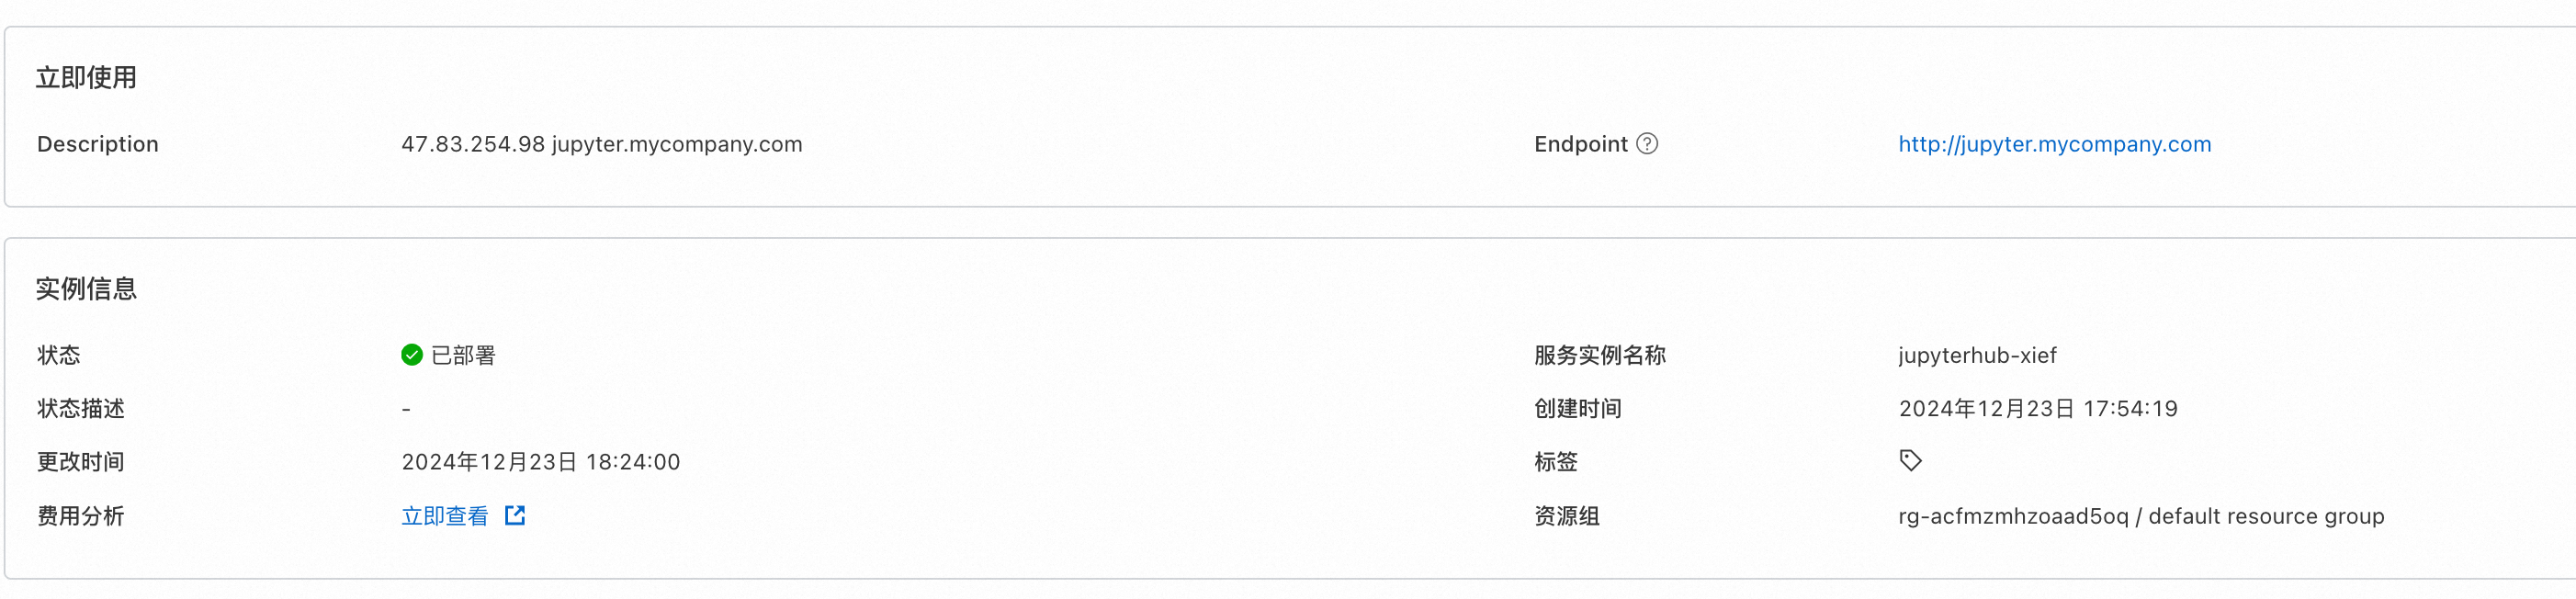 立即使用
Description 47.83.254.98 jupyter.mycompany.com Endpoint ? http://jupyter.mycompany.com
实例信息
状态 已部署 服务实例名称 jupyterhub-xief
状态描述 - 创建时间 2024年12月23日 17:54:19
更改时间 2024年12月23日 18:24:00 标签
费用分析 立即查看 资源组 rg-acfmzmhzoaad5oq / default resource group